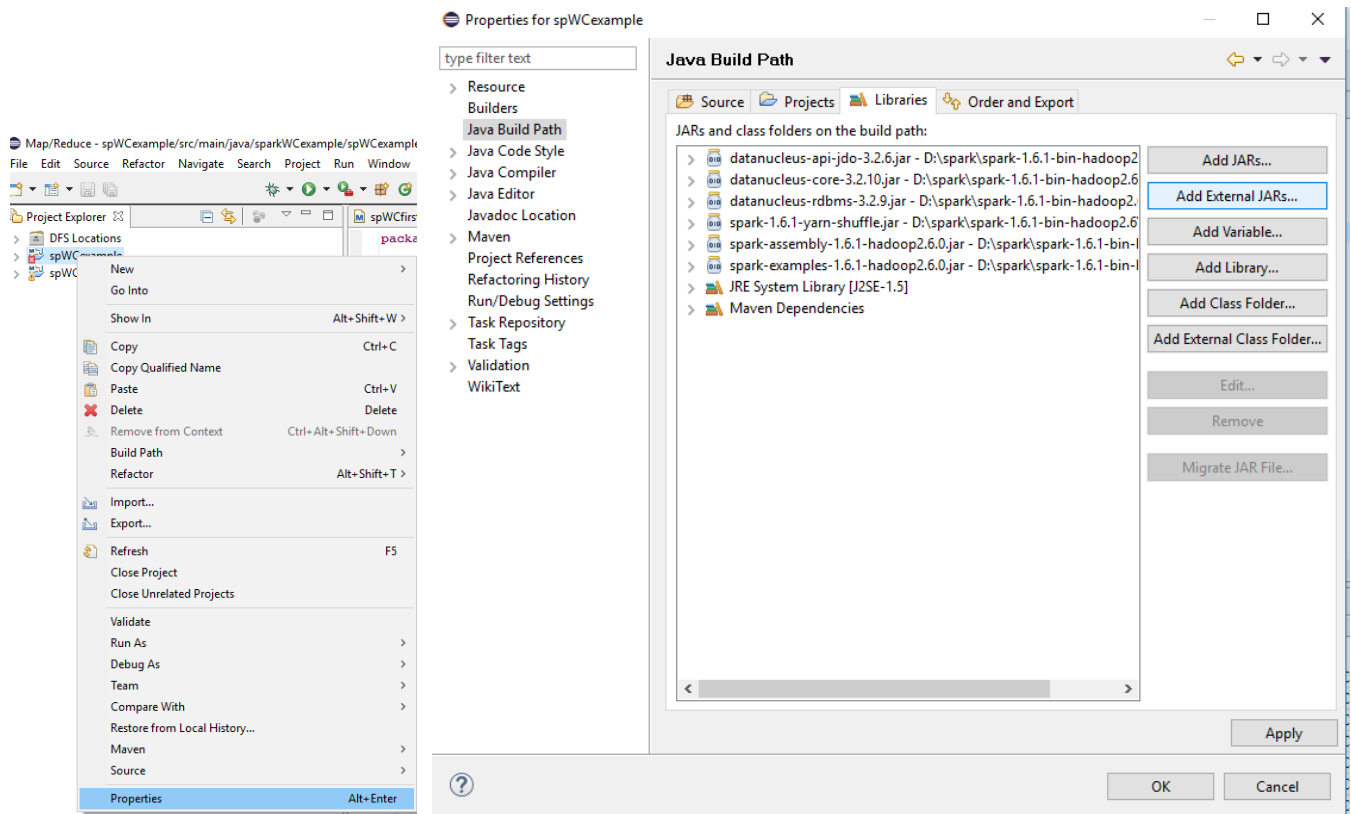 Map/Reduce - spWCexample/src/main/java/sparkWCexample/spWCexample
File Edit Source Refactor Navigate Search Project Run Window
Project Explorer
spWCfirs
DFS Locations
packa
spWCexample
spWC
New
Go Into
Show In Alt+Shift+W >
Copy Ctrl+C
Copy Qualified Name
Paste Ctrl+V
Delete Delete
Remove from Context Ctrl+Alt+Shift+Down
Build Path
Refactor Alt+Shift+T >
Import...
Export...
Refresh F5
Close Project
Close Unrelated Projects
Validate
Run As
Debug As
Team
Compare With
Restore from Local History...
Maven
Source
Properties Alt+Enter
Properties for spWCexample
type filter text
Resource
Builders
Java Build Path
Java Code Style
Java Compiler
Java Editor
Javadoc Location
Maven
Project References
Refactoring History
Run/Debug Settings
Task Repository
Task Tags
Validation
WikiText
Java Build Path
Source Projects Libraries Order and Export
JARs and class folders on the build path:
datanucleus-api-jdo-3.2.6.jar - D:\spark\spark-1.6.1-bin-hadoop2
datanucleus-core-3.2.10.jar - D:\spark\spark-1.6.1-bin-hadoop2.6
datanucleus-rdbms-3.2.9.jar - D:\spark\spark-1.6.1-bin-hadoop2.
spark-1.6.1-yarn-shuffle.jar - D:\spark\spark-1.6.1-bin-hadoop2.6\
spark-assembly-1.6.1-hadoop2.6.0.jar - D:\spark\spark-1.6.1-bin-
spark-examples-1.6.1-hadoop2.6.0.jar - D:\spark\spark-1.6.1-bin-
JRE System Library [J2SE-1.5]
Maven Dependencies
Add JARs...
Add External JARs...
Add Variable...
Add Library...
Add Class Folder...
Add External Class Folder...
Edit...
Remove
Migrate JAR File...
Apply
OK Cancel